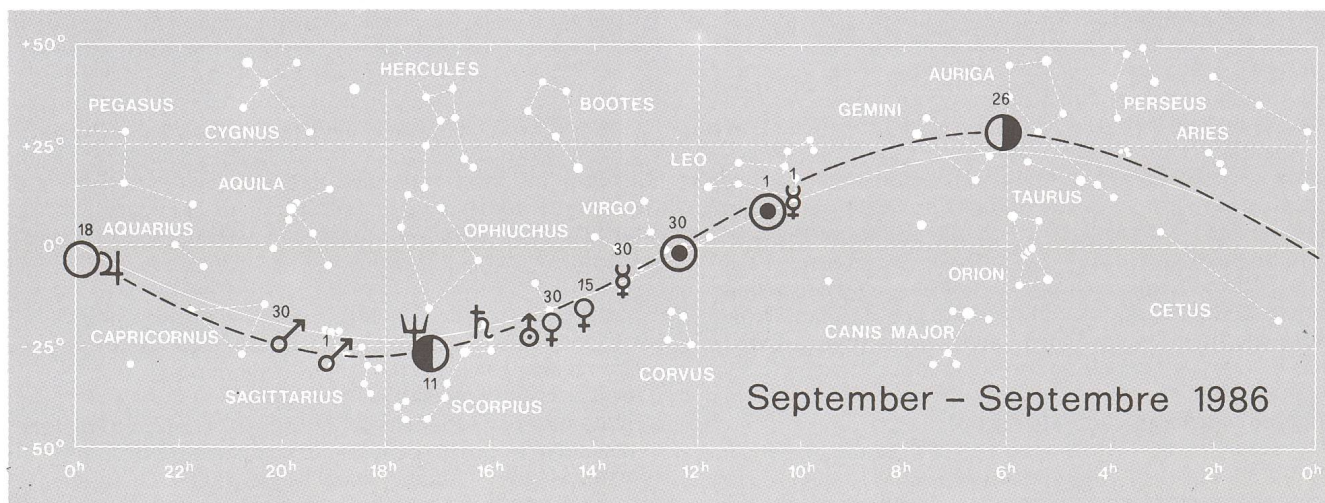 +50°
HERCULES
AURIGA
PEGASUS
BOOTES
GEMINI
26
PERSEUS
CYGNUS
ARIES
+25°
LEO
AQUILA
1
1
TAURUS
VIRGO
AQUARIUS
OPHIUCHUS
30
18
0°
30
ORION
30
15
30
CETUS
CAPRICORNUS
1
CANIS MAJOR
-25°
11
CORVUS
SAGITTARIUS
SCORPIUS
September – Septembre 1986
-50°
0h 22h 20h 18h 16h 14h 12h 10h 8h 6h 4h 2h 0h